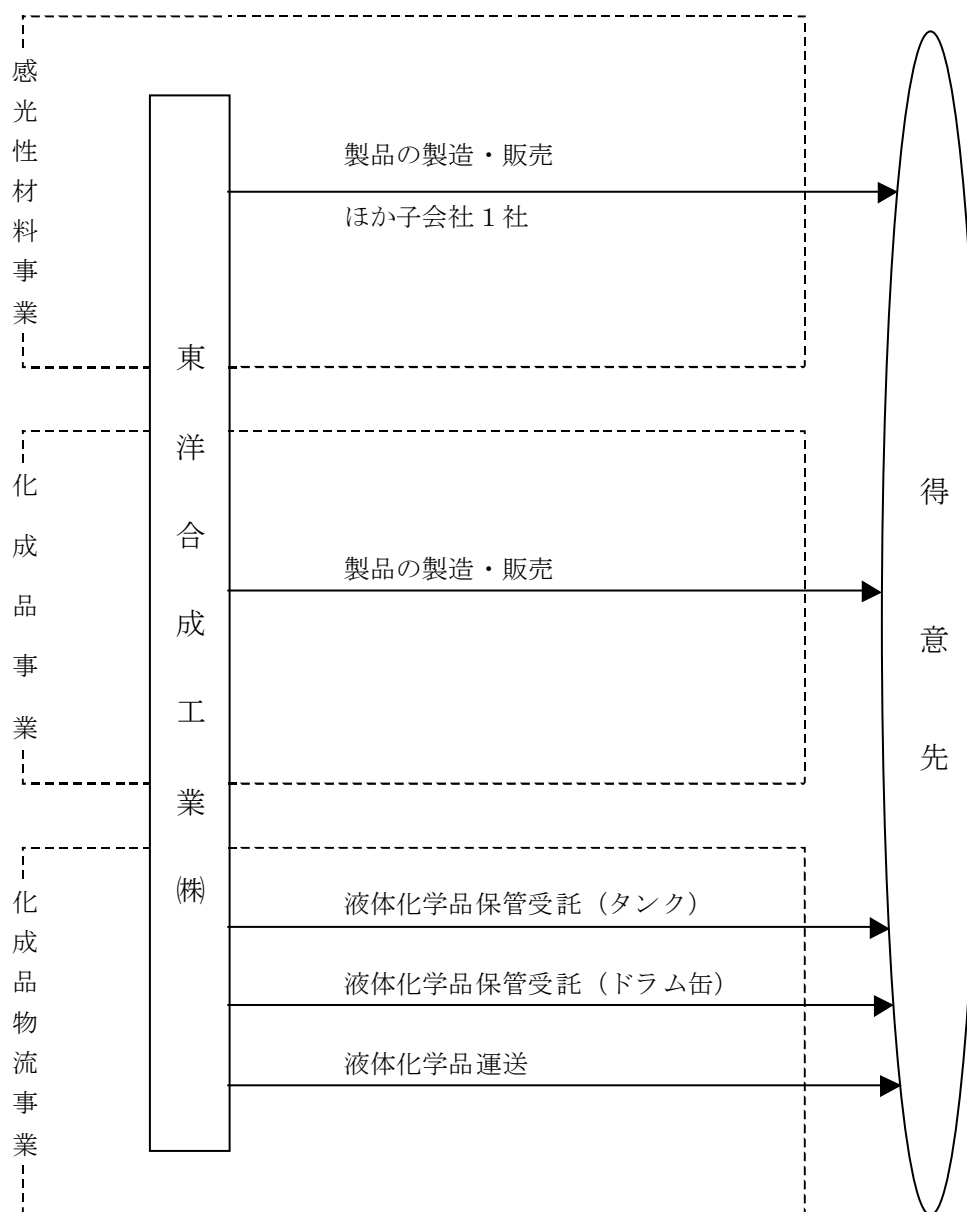 感光性材料事業
製品の製造・販売
ほか子会社１社
東洋合成工業㈱
化成品事業
製品の製造・販売
得意先
化成品物流事業
液体化学品保管受託（タンク）
液体化学品保管受託（ドラム缶）
液体化学品運送